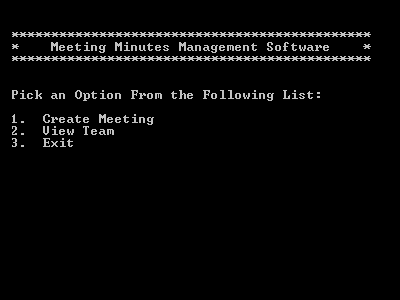 **********************************************
*    Meeting Minutes Management Software    *
**********************************************
Pick an Option From the Following List:
1.  Create Meeting
2.  View Team
3.  Exit